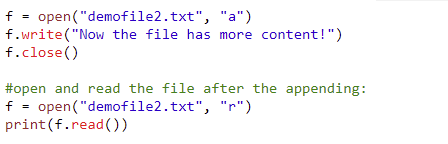 f = open("demofile2.txt", "a")
f.write("Now the file has more content!")
f.close()
#open and read the file after the appending:
f = open("demofile2.txt", "r")
print(f.read())